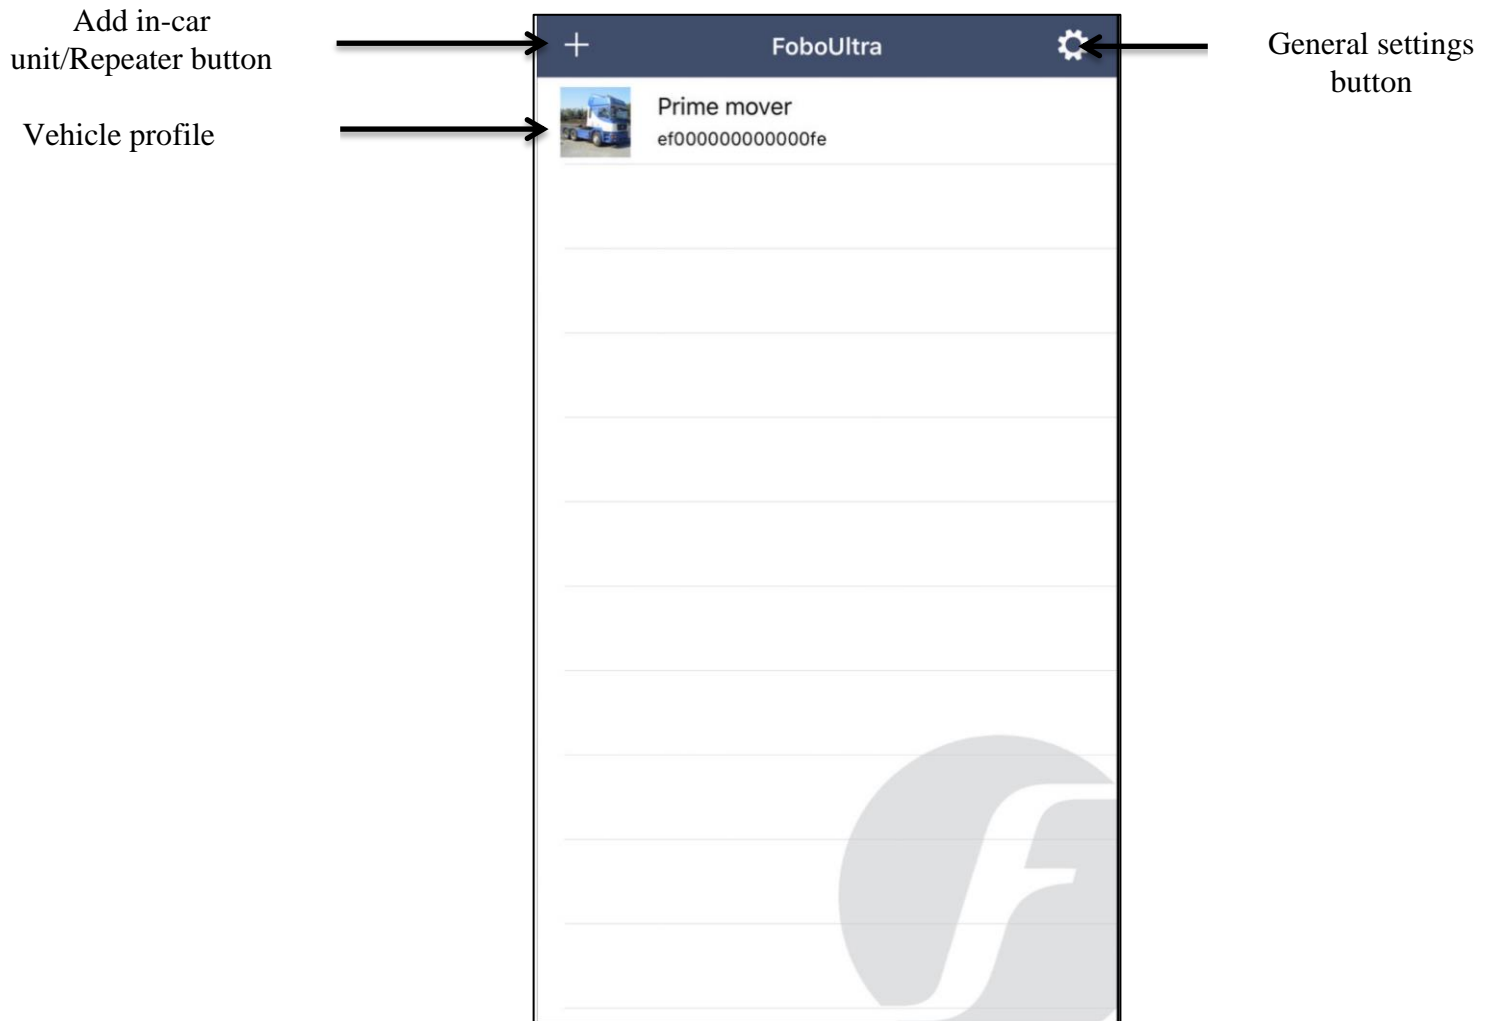 Add in-car
unit/Repeater button
FoboUltra
General settings
button
Vehicle profile
Prime mover
ef000000000000fe